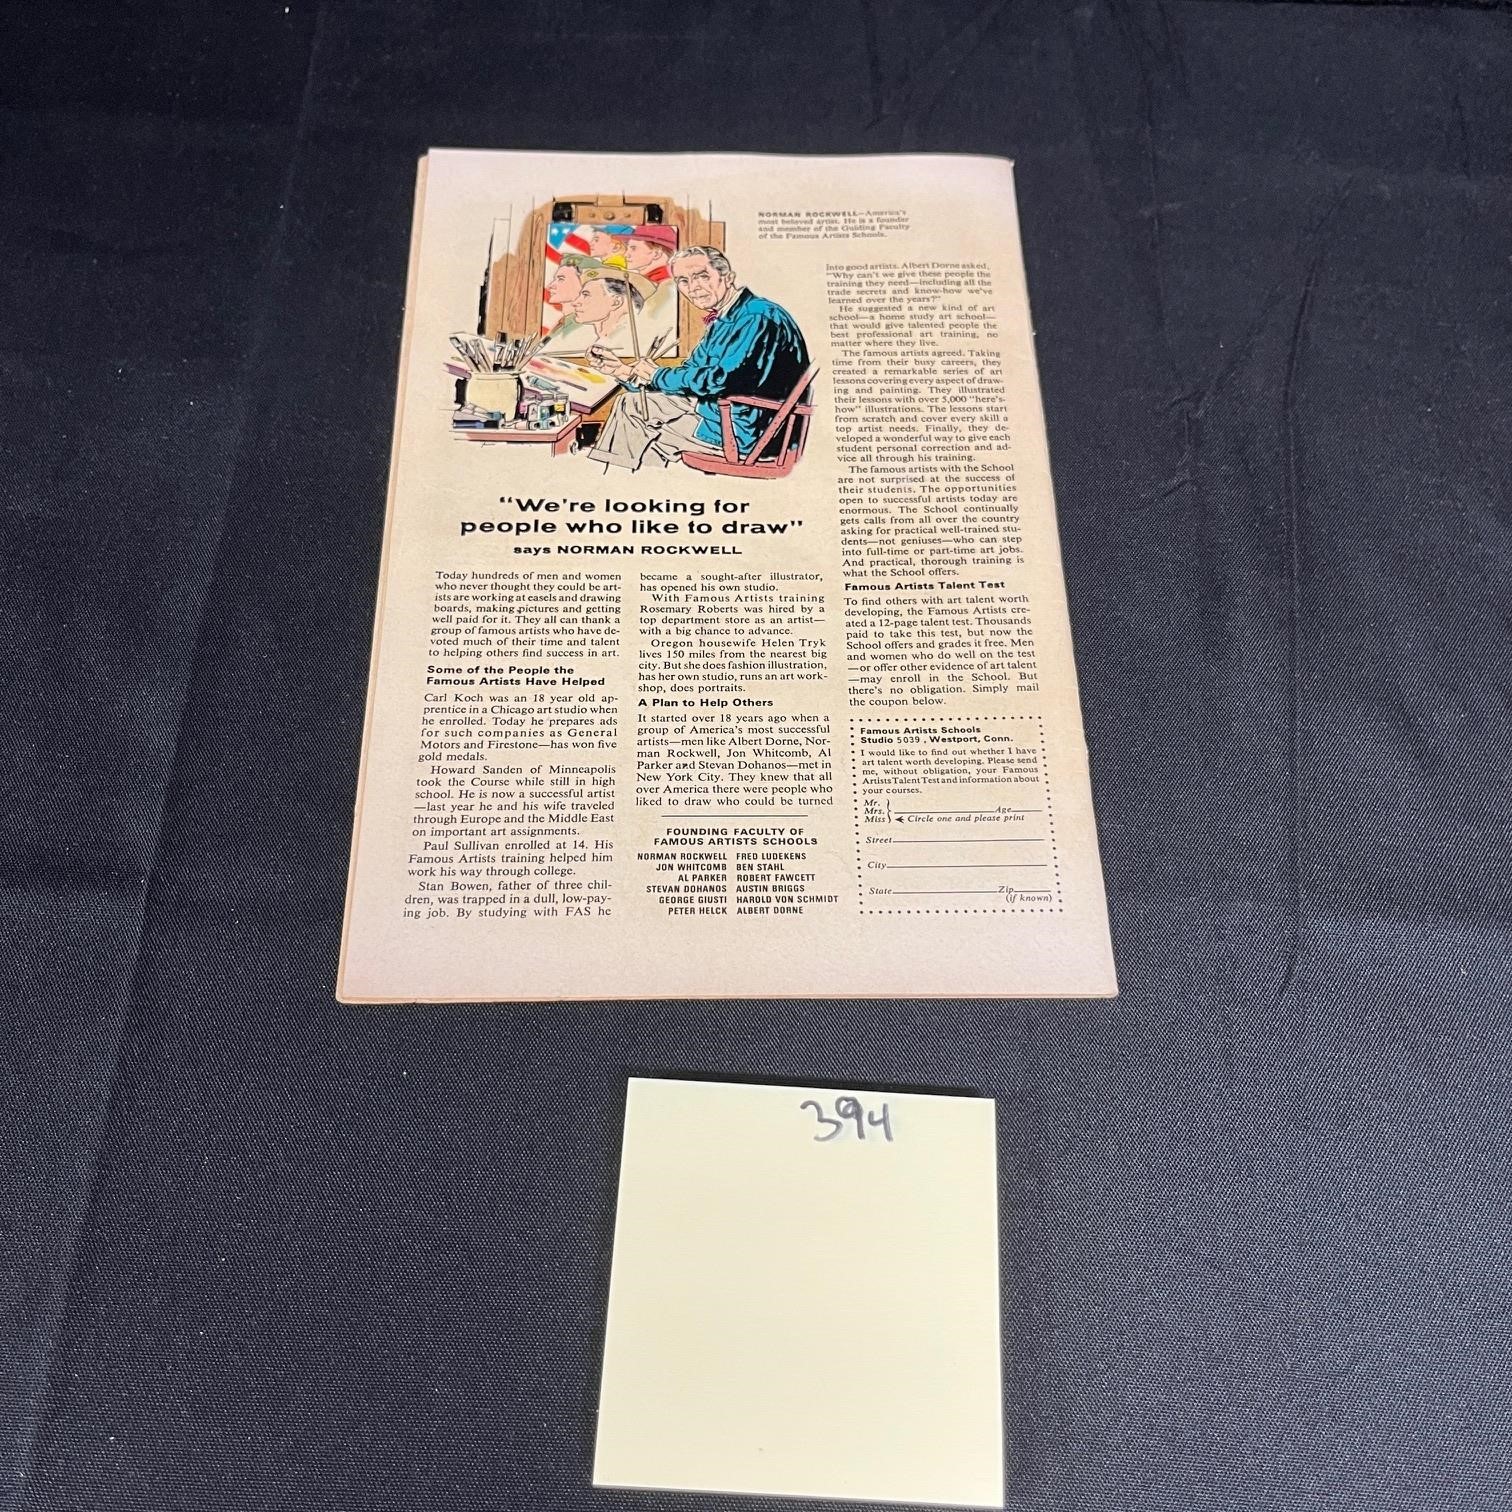 NORMAN ROCKWELL—America's
most beloved artist. He is a founder
and member of the Guiding Faculty
of the Famous Artists Schools.
"We're looking for
people who like to draw"
says NORMAN ROCKWELL
Today hundreds of men and women
who never thought they could be art-
ists are working at easels and drawing
boards, making pictures and getting
well paid for it. They all can thank a
group of famous artists who have de-
voted much of their time and talent
to helping others find success in art.
Some of the People the
Famous Artists Have Helped
Carl Koch was an 18 year old ap-
prentice in a Chicago art studio when
he enrolled. Today he prepares ads
for such companies as General
Motors and Firestone—has won five
gold medals.
Howard Sanden of Minneapolis
took the Course while still in high
school. He is now a successful artist
—last year he and his wife traveled
through Europe and the Middle East
on important art assignments.
Paul Sullivan enrolled at 14. His
Famous Artists training helped him
work his way through college.
Stan Bowen, father of three chil-
dren, was trapped in a dull, low-pay-
ing job. By studying with FAS he
became a sought-after illustrator,
has opened his own studio.
With Famous Artists training
Rosemary Roberts was hired by a
top department store as an artist—
with a big chance to advance.
Oregon housewife Helen Tryk
lives 150 miles from the nearest big
city. But she does fashion illustration,
has her own studio, runs an art work-
shop, does portraits.
A Plan to Help Others
It started over 18 years ago when a
group of America's most successful
artists—men like Albert Dorne, Nor-
man Rockwell, Jon Whitcomb, Al
Parker and Stevan Dohanos—met in
New York City. They knew that all
over America there were people who
liked to draw who could be turned
into good artists. Albert Dorne asked,
"Why can't we give these people the
training they need—including all the
trade secrets and know-how we've
learned over the years?"
He suggested a new kind of art
school—a home study art school—
that would give talented people the
best professional art training, no
matter where they live.
The famous artists agreed. Taking
time from their busy careers, they
created a remarkable series of art
lessons covering every aspect of draw-
ing and painting. They illustrated
their lessons with over 5,000 "here's-
how" illustrations. The lessons start
from scratch and cover every skill a
top artist needs. Finally, they de-
veloped a wonderful way to give each
student personal correction and ad-
vice all through his training.
The famous artists with the School
are not surprised at the success of
their students. The opportunities
open to successful artists today are
enormous. The School continually
gets calls from all over the country
asking for practical well-trained stu-
dents—not geniuses—who can step
into full-time or part-time art jobs.
And practical, thorough training is
what the School offers.
Famous Artists Talent Test
To find others with art talent worth
developing, the Famous Artists cre-
ated a 12-page talent test. Thousands
paid to take this test, but now the
School offers and grades it free. Men
and women who do well on the test
—or offer other evidence of art talent
—may enroll in the School. But
there's no obligation. Simply mail
the coupon below.
FOUNDING FACULTY OF
FAMOUS ARTISTS SCHOOLS
NORMAN ROCKWELL FRED LUDEKENS
JON WHITCOMB BEN STAHL
AL PARKER ROBERT FAWCETT
STEVAN DOHANOS AUSTIN BRIGGS
GEORGE GIUSTI HAROLD VON SCHMIDT
PETER HELCK ALBERT DORNE
Famous Artists Schools
Studio 5039, Westport, Conn.
I would like to find out whether I have
art talent worth developing. Please send
me, without obligation, your Famous
Artists Talent Test and information about
your courses.
Mr.
Mrs. Age
Miss Circle one and please print
Street
City
State Zip
(if known)
394